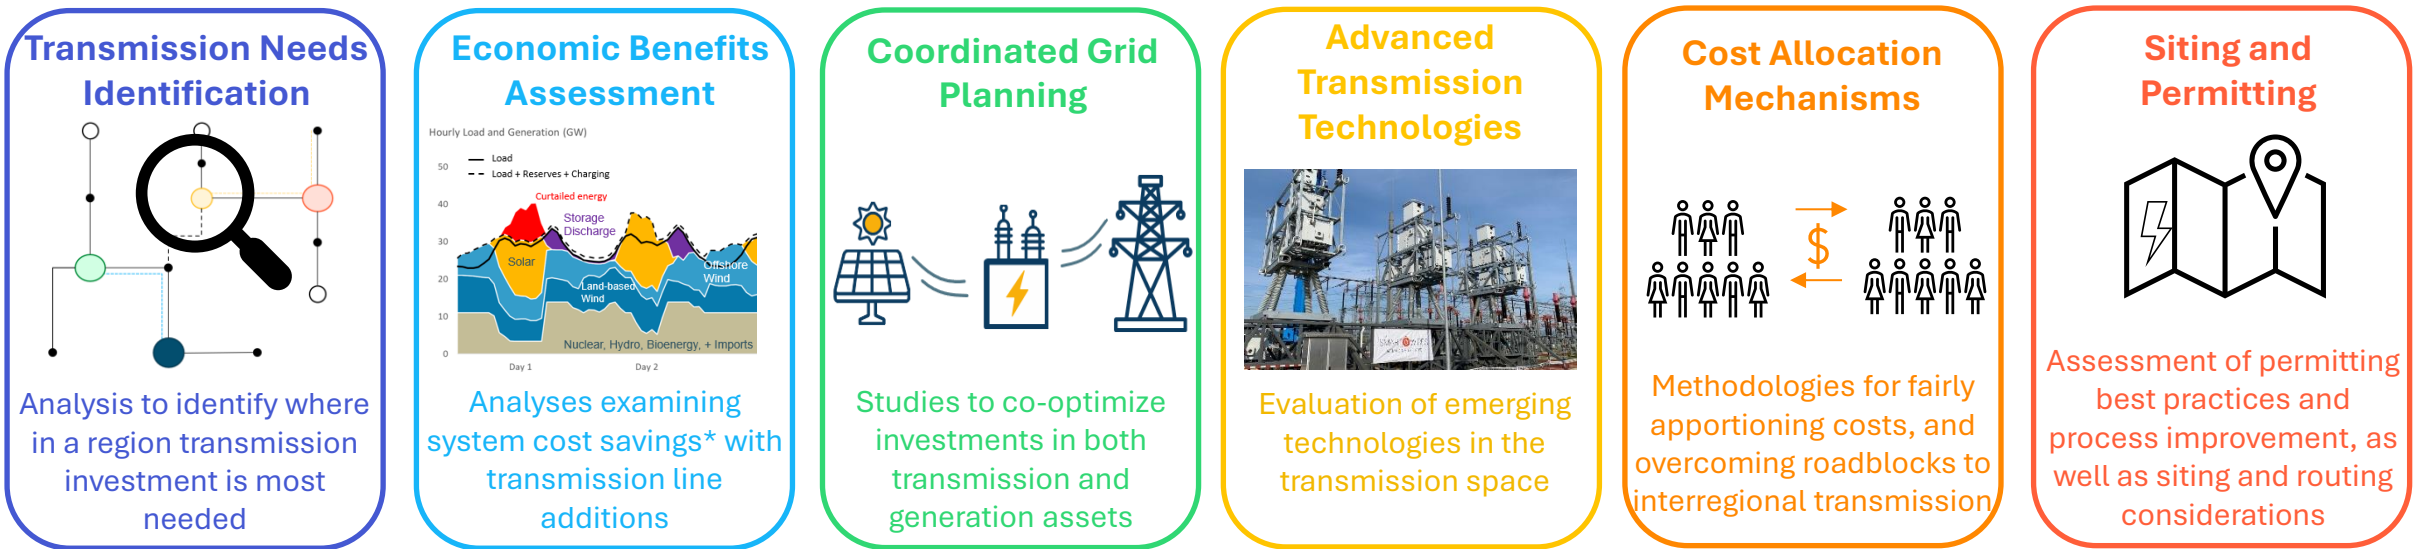 Transmission Needs
Identification
Analysis to identify where
in a region transmission
investment is most
needed
Economic Benefits
Assessment
Hourly Load and Generation (GW)
50
40
30
20
10
0
Load
Load + Reserves + Charging
Curtailed energy
Storage
Discharge
Solar
Offshore
Wind
Land-based
Wind
Nuclear, Hydro, Bioenergy, + Imports
Day 1
Day 2
Analyses examining
system cost savings* with
transmission line
additions
Coordinated Grid
Planning
Studies to co-optimize
investments in both
transmission and
generation assets
Advanced
Transmission
Technologies
Evaluation of emerging
technologies in the
transmission space
Cost Allocation
Mechanisms
$
Methodologies for fairly
apportioning costs, and
overcoming roadblocks to
interregional transmission
Siting and
Permitting
Assessment of permitting
best practices and
process improvement, as
well as siting and routing
considerations